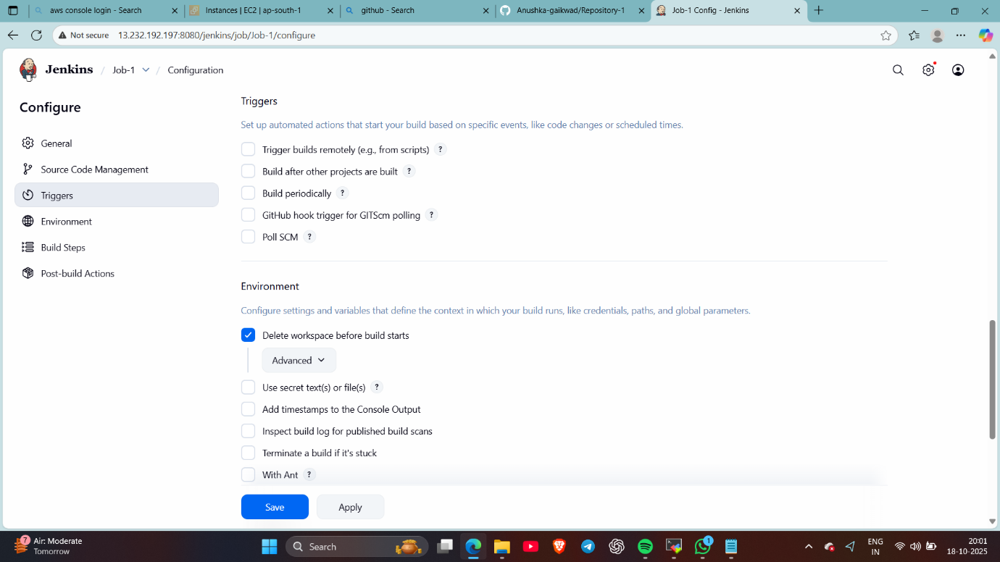 aws console login - Search
Instances | EC2 | ap-south-1
github - Search
Anushka-gaikwad/Repository-1
Job-1 Config - Jenkins
Not secure 13.232.192.197:8080/jenkins/job/Job-1/configure
Jenkins / Job-1 / Configuration
Configure
General
Source Code Management
Triggers
Environment
Build Steps
Post-build Actions
Triggers
Set up automated actions that start your build based on specific events, like code changes or scheduled times.
Trigger builds remotely (e.g., from scripts) ?
Build after other projects are built ?
Build periodically ?
GitHub hook trigger for GITScm polling ?
Poll SCM ?
Environment
Configure settings and variables that define the context in which your build runs, like credentials, paths, and global parameters.
Delete workspace before build starts
Advanced
Use secret text(s) or file(s) ?
Add timestamps to the Console Output
Inspect build log for published build scans
Terminate a build if it's stuck
With Ant ?
Save
Apply
7
Air: Moderate
Tomorrow
Search
1
ENG
IN
20:01
18-10-2025